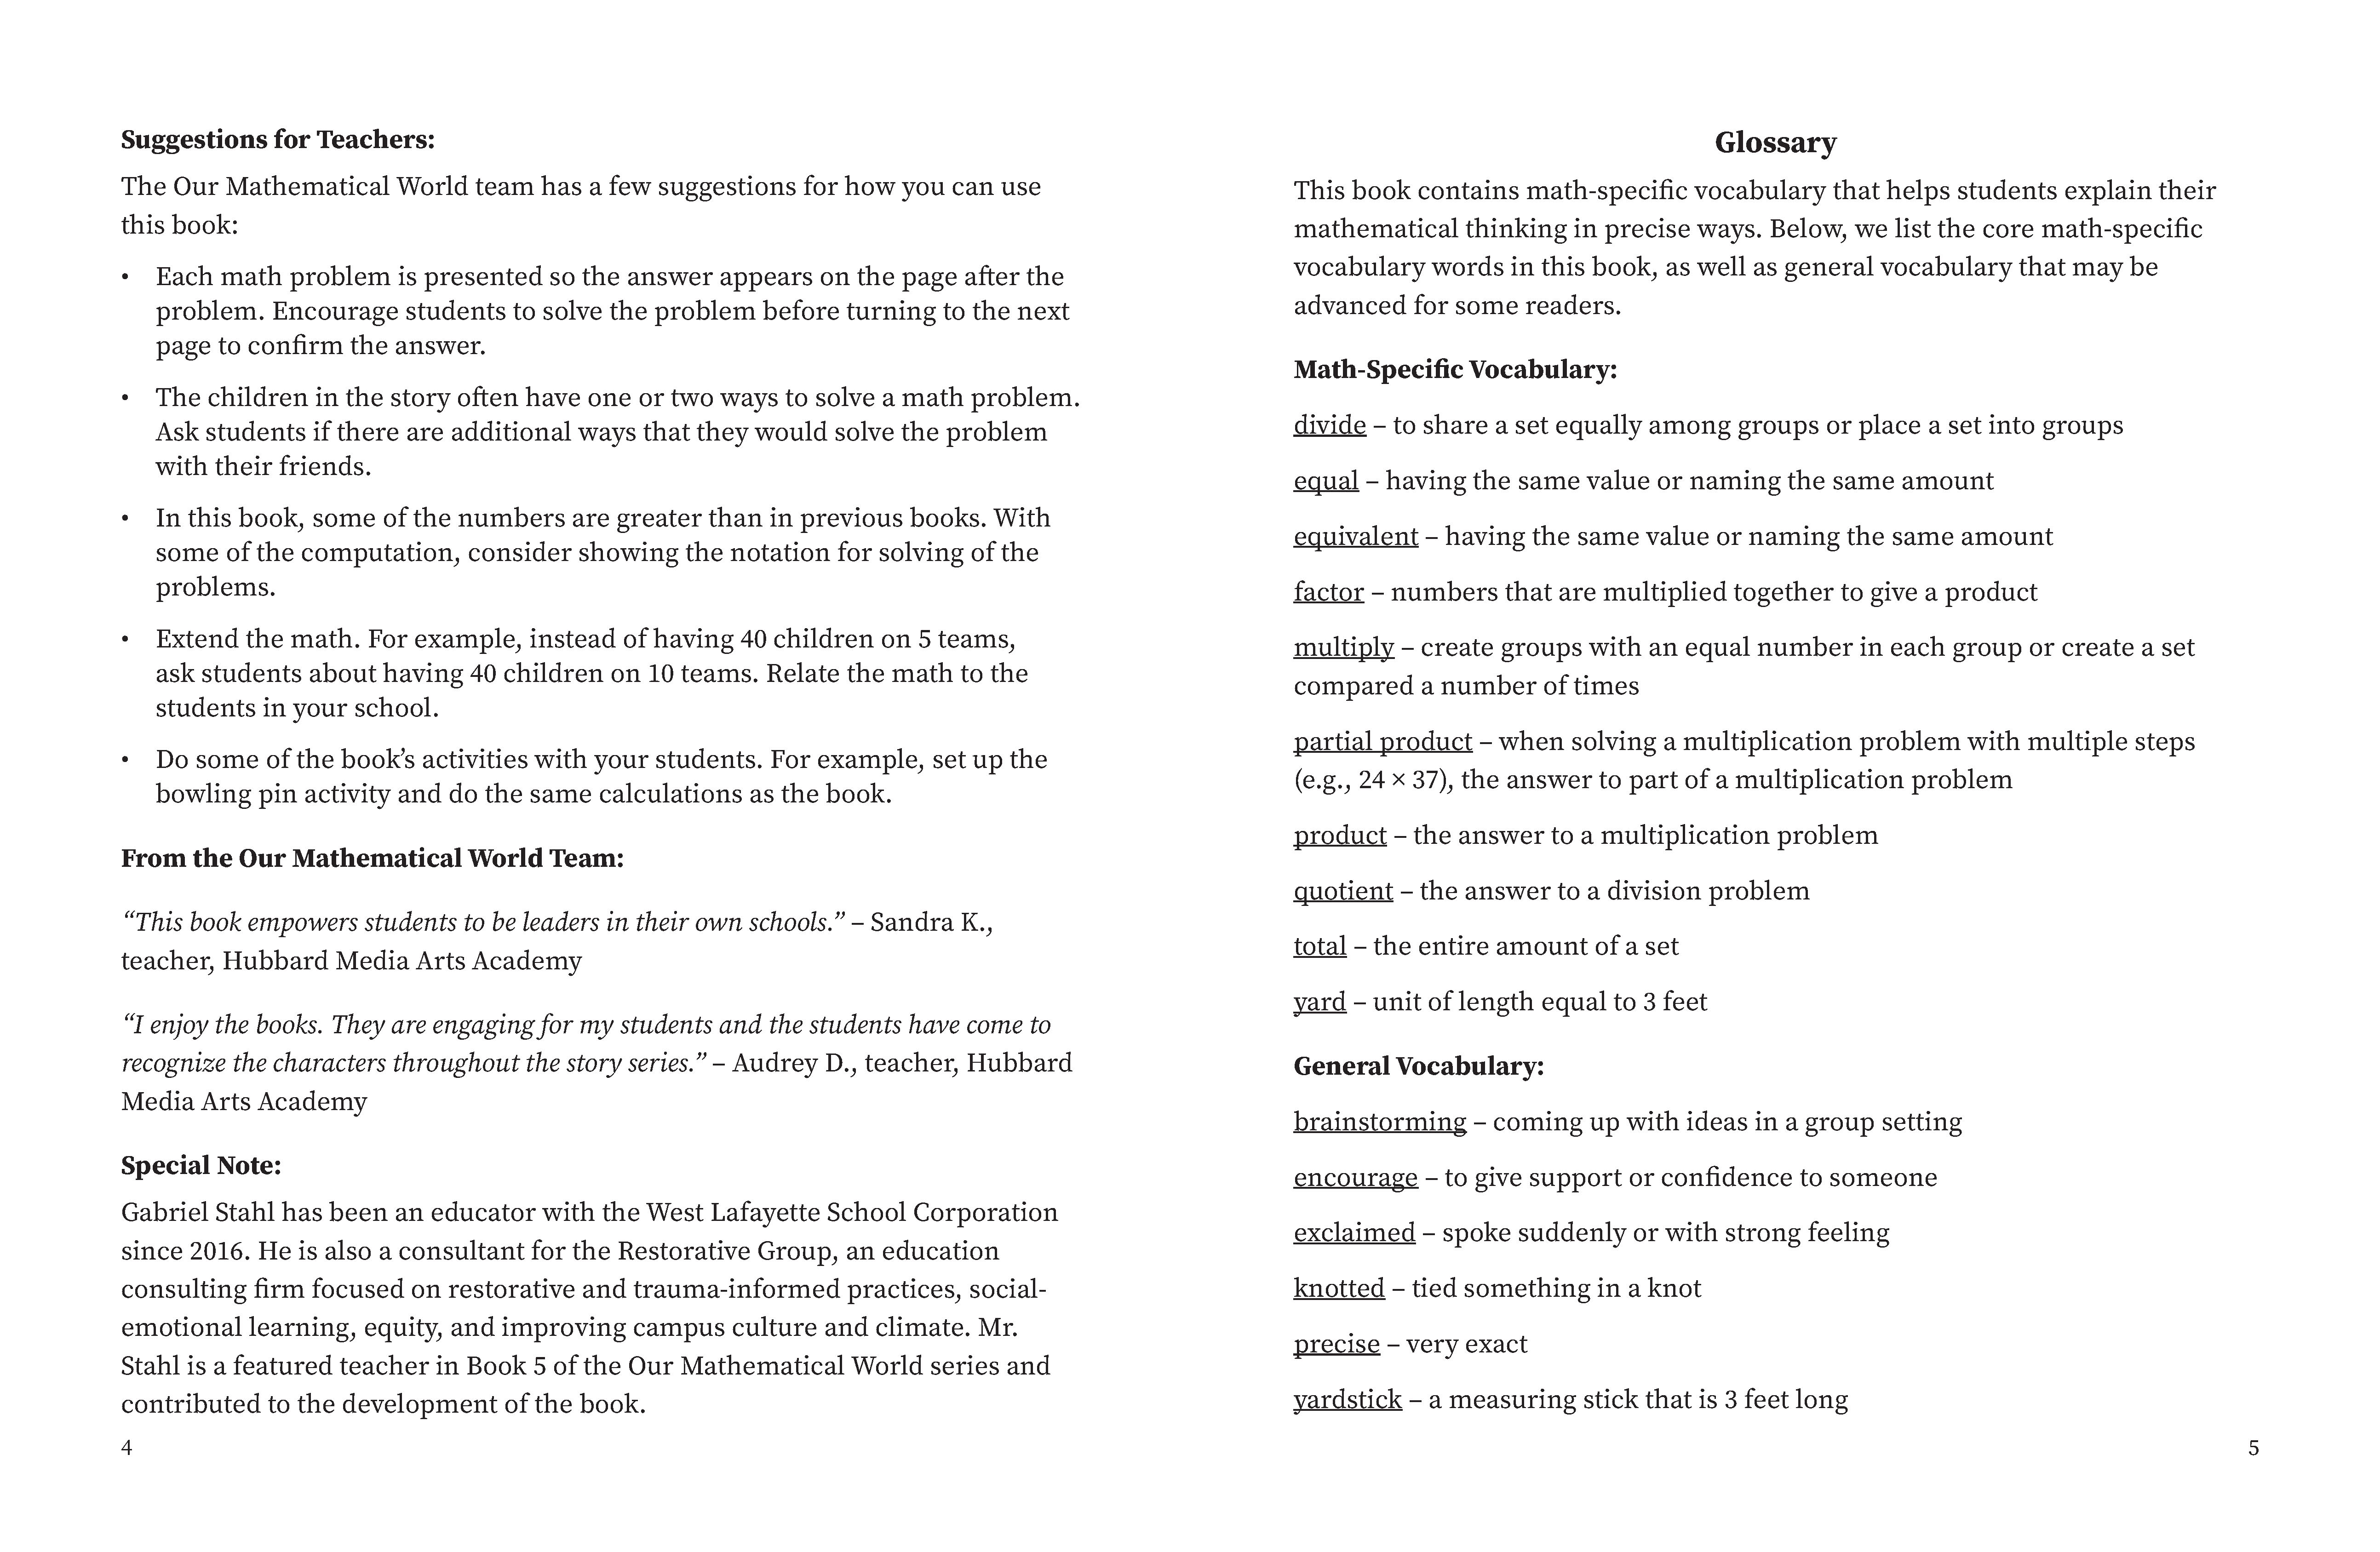 Suggestions for Teachers:
The Our Mathematical World team has a few suggestions for how you can use
this book:
• Each math problem is presented so the answer appears on the page after the
problem. Encourage students to solve the problem before turning to the next
page to confirm the answer.
• The children in the story often have one or two ways to solve a math problem.
Ask students if there are additional ways that they would solve the problem
with their friends.
• In this book, some of the numbers are greater than in previous books. With
some of the computation, consider showing the notation for solving of the
problems.
• Extend the math. For example, instead of having 40 children on 5 teams,
ask students about having 40 children on 10 teams. Relate the math to the
students in your school.
• Do some of the book’s activities with your students. For example, set up the
bowling pin activity and do the same calculations as the book.
From the Our Mathematical World Team:
“This book empowers students to be leaders in their own schools.” – Sandra K.,
teacher, Hubbard Media Arts Academy
“I enjoy the books. They are engaging for my students and the students have come to
recognize the characters throughout the story series.” – Audrey D., teacher, Hubbard
Media Arts Academy
Special Note:
Gabriel Stahl has been an educator with the West Lafayette School Corporation
since 2016. He is also a consultant for the Restorative Group, an education
consulting firm focused on restorative and trauma-informed practices, social-
emotional learning, equity, and improving campus culture and climate. Mr.
Stahl is a featured teacher in Book 5 of the Our Mathematical World series and
contributed to the development of the book.
4
Glossary
This book contains math-specific vocabulary that helps students explain their
mathematical thinking in precise ways. Below, we list the core math-specific
vocabulary words in this book, as well as general vocabulary that may be
advanced for some readers.
Math-Specific Vocabulary:
divide – to share a set equally among groups or place a set into groups
equal – having the same value or naming the same amount
equivalent – having the same value or naming the same amount
factor – numbers that are multiplied together to give a product
multiply – create groups with an equal number in each group or create a set
compared a number of times
partial product – when solving a multiplication problem with multiple steps
(e.g., 24 × 37), the answer to part of a multiplication problem
product – the answer to a multiplication problem
quotient – the answer to a division problem
total – the entire amount of a set
yard – unit of length equal to 3 feet
General Vocabulary:
brainstorming – coming up with ideas in a group setting
encourage – to give support or confidence to someone
exclaimed – spoke suddenly or with strong feeling
knotted – tied something in a knot
precise – very exact
yardstick – a measuring stick that is 3 feet long
5